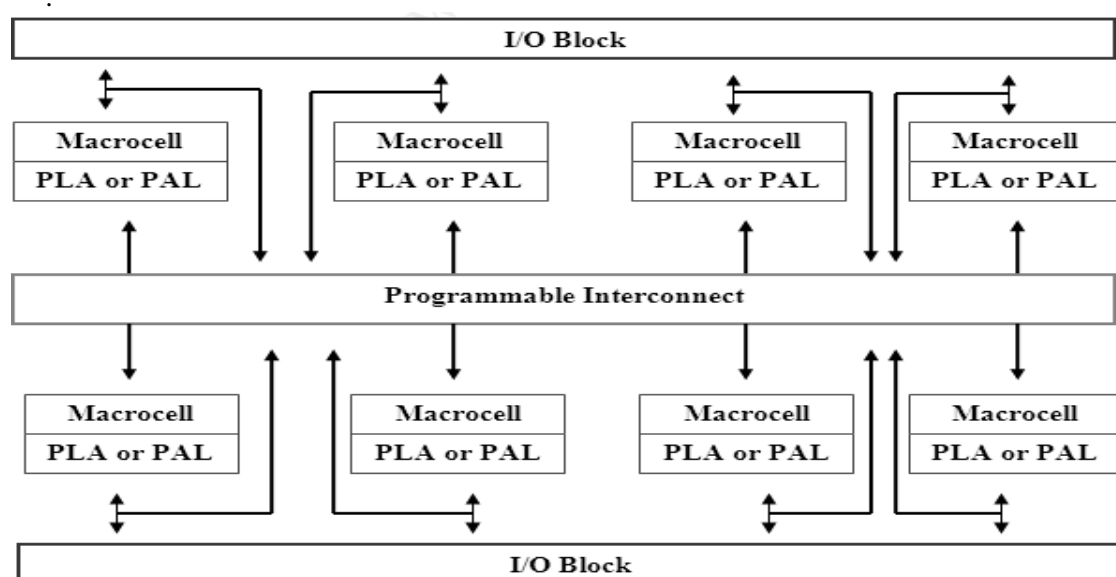 I/O Block
Macrocell Macrocell Macrocell Macrocell
PLA or PAL PLA or PAL PLA or PAL PLA or PAL
Programmable Interconnect
Macrocell Macrocell Macrocell Macrocell
PLA or PAL PLA or PAL PLA or PAL PLA or PAL
I/O Block